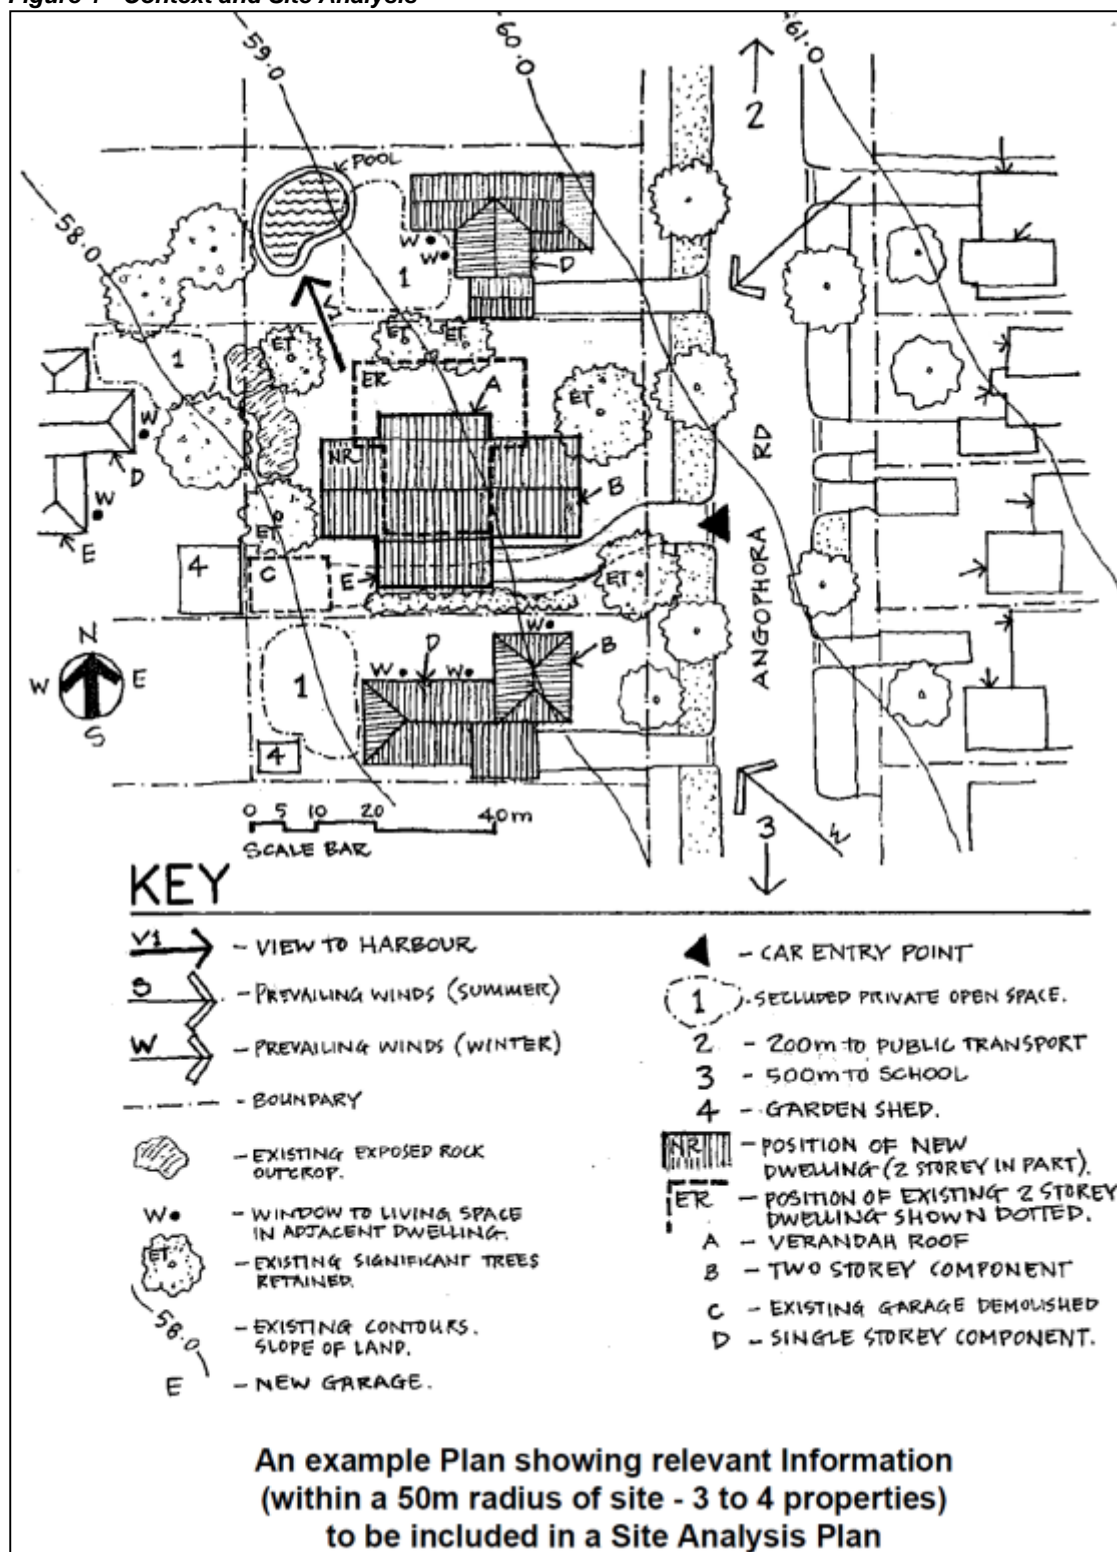 Figure 1 - Context and Site Analysis
59.0
60.0
61.0
2
POOL
58.0
W
W
D
1
V1
1
ET
ET
ET
ER
A
ET
W
NR
D
B
W
RD
E
ET
4
C
E
ET
ANGOPHORA
N
W E
S
W
B
D
W W
1
4
0 5 10 20 40m
SCALE BAR
3
W
KEY
V1 - VIEW TO HARBOUR
S - PREVAILING WINDS (SUMMER)
W - PREVAILING WINDS (WINTER)
- BOUNDARY
- EXISTING EXPOSED ROCK
OUTCROP.
W - WINDOW TO LIVING SPACE
IN ADJACENT DWELLING.
ET - EXISTING SIGNIFICANT TREES
RETAINED.
58.0 - EXISTING CONTOURS.
SLOPE OF LAND.
E - NEW GARAGE.
- CAR ENTRY POINT
1 - SECLUDED PRIVATE OPEN SPACE.
2 - 200m TO PUBLIC TRANSPORT
3 - 500m TO SCHOOL
4 - GARDEN SHED.
NR - POSITION OF NEW
DWELLING (2 STOREY IN PART).
ER - POSITION OF EXISTING 2 STOREY
DWELLING SHOWN DOTTED.
A - VERANDAH ROOF
B - TWO STOREY COMPONENT
C - EXISTING GARAGE DEMOLISHED
D - SINGLE STOREY COMPONENT.
An example Plan showing relevant Information
(within a 50m radius of site - 3 to 4 properties)
to be included in a Site Analysis Plan